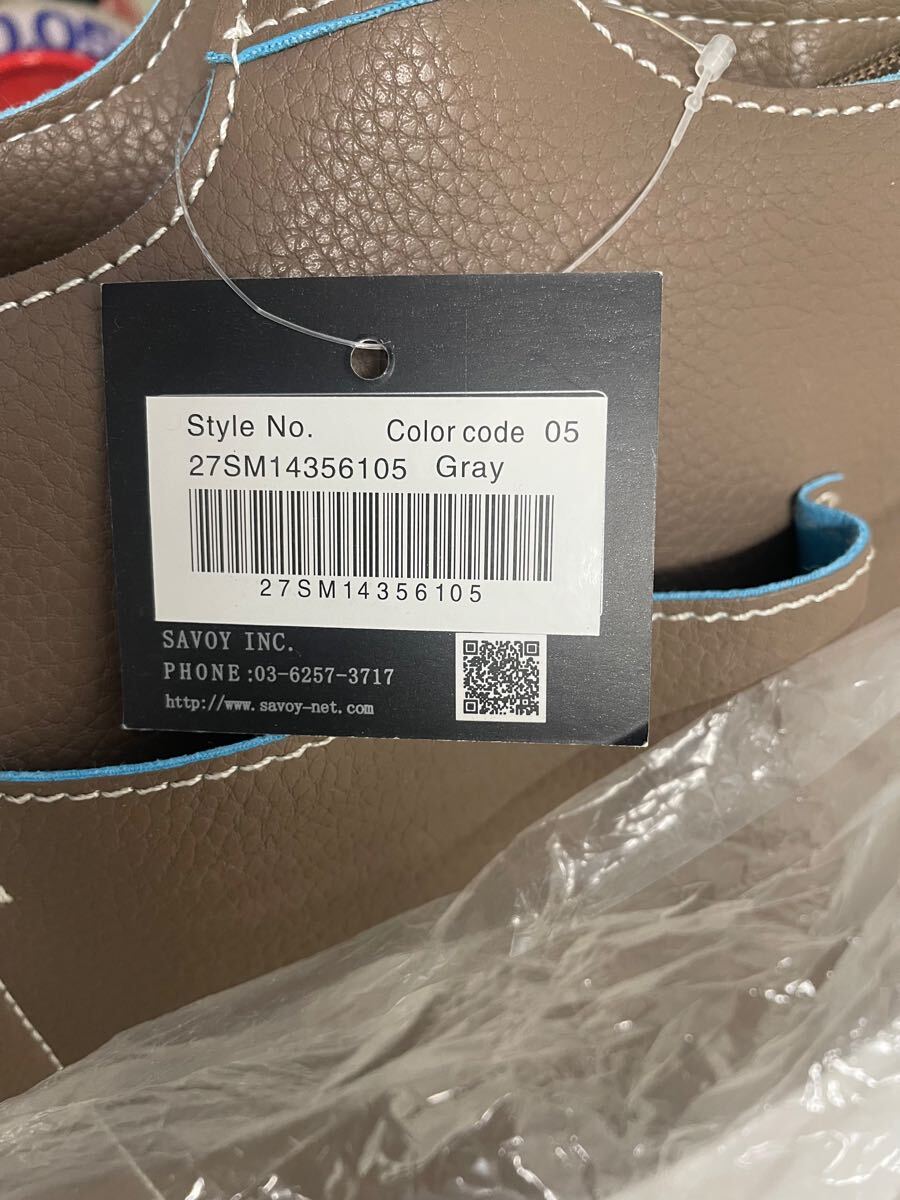 Style No. Color code 05
27SM14356105 Gray
27SM14356105
SAVOY INC.
PHONE:03-6257-3717
http://www.savoy-net.com